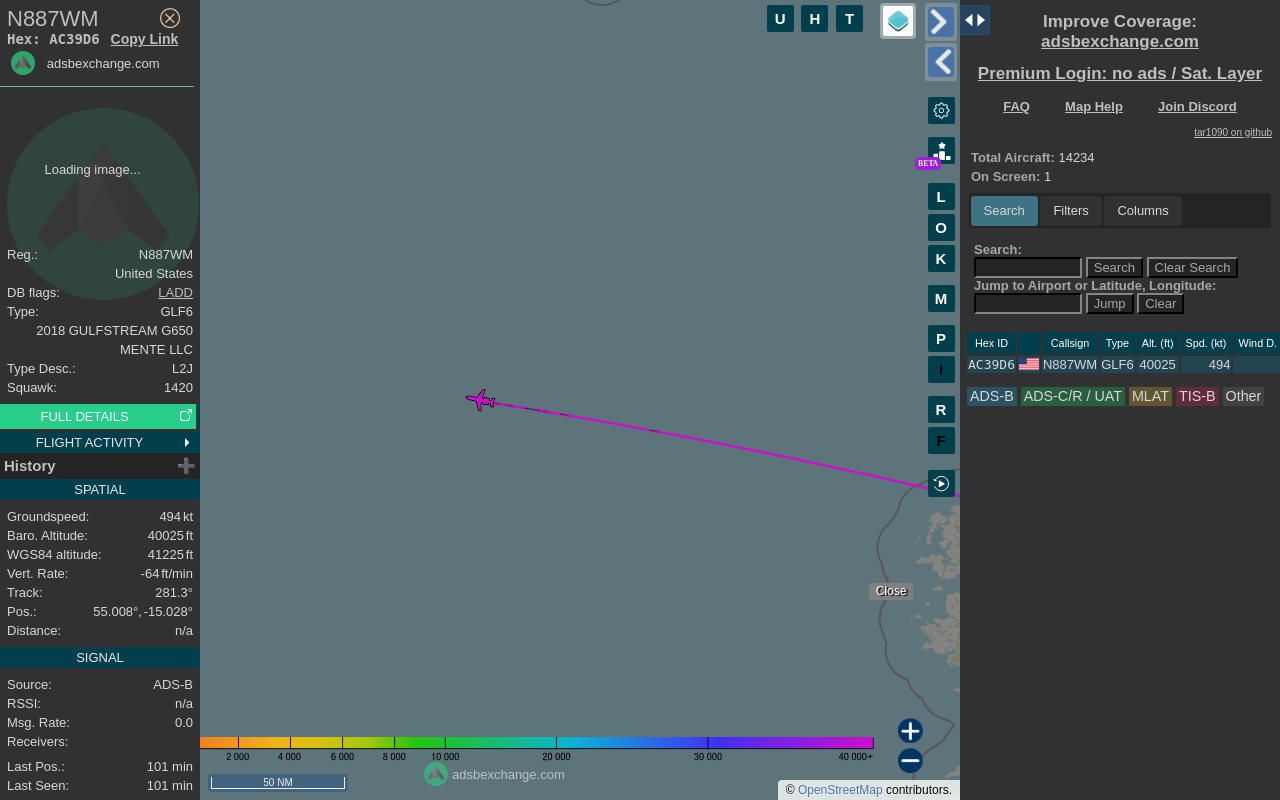 N887WM
Hex: AC39D6 Copy Link
adsbexchange.com
Loading image...
Reg.: N887WM
United States
DB flags: LADD
Type: GLF6
2018 GULFSTREAM G650
MENTE LLC
Type Desc.: L2J
Squawk: 1420
FULL DETAILS
FLIGHT ACTIVITY
History
SPATIAL
Groundspeed: 494 kt
Baro. Altitude: 40025 ft
WGS84 altitude: 41225 ft
Vert. Rate: -64 ft/min
Track: 281.3°
Pos.: 55.008°, -15.028°
Distance: n/a
SIGNAL
Source: ADS-B
RSSI: n/a
Msg. Rate: 0.0
Receivers:
Last Pos.: 101 min
Last Seen: 101 min
U H T
BETA
L
O
K
M
P
I
R
F
Close
2 000 4 000 6 000 8 000 10 000 20 000 30 000 40 000+
50 NM
adsbexchange.com
© OpenStreetMap contributors.
Improve Coverage:
adsbexchange.com
Premium Login: no ads / Sat. Layer
FAQ Map Help Join Discord
tar1090 on github
Total Aircraft: 14234
On Screen: 1
Search Filters Columns
Search:
Search Clear Search
Jump to Airport or Latitude, Longitude:
Jump Clear
Hex ID Callsign Type Alt. (ft) Spd. (kt) Wind D.
AC39D6 N887WM GLF6 40025 494
ADS-B ADS-C/R / UAT MLAT TIS-B Other